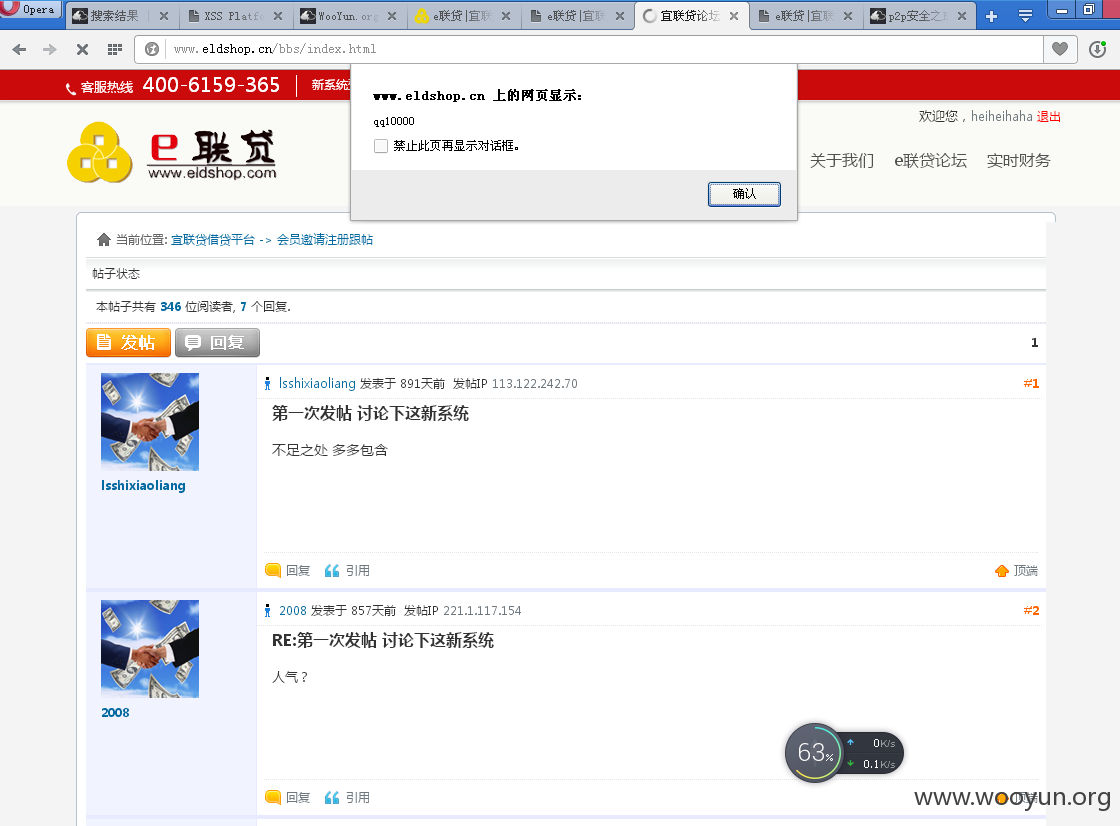 Opera
搜索结果
XSS Platf
WooYun.org
e联贷|宜联
e联贷|宜联
宜联贷论坛
e联贷|宜联
p2p安全之
www.eldshop.cn/bbs/index.html
客服热线 400-6159-365
新系统
www.eldshop.cn 上的网页显示:
qq10000
禁止此页再显示对话框。
确认
欢迎您，heiheihaha 退出
e联贷
www.eldshop.com
关于我们 e联贷论坛 实时财务
当前位置: 宜联贷借贷平台 -> 会员邀请注册跟帖
帖子状态
本帖子共有 346 位阅读者, 7 个回复.
发帖 回复 1
lsshixiaoliang 发表于 891天前 发帖IP 113.122.242.70 #1
第一次发帖 讨论下这新系统
不足之处 多多包含
lsshixiaoliang
回复 引用 顶端
2008 发表于 857天前 发帖IP 221.1.117.154 #2
RE:第一次发帖 讨论下这新系统
人气？
2008
63%
0K/s
0.1K/s
回复 引用
www.wooyun.org